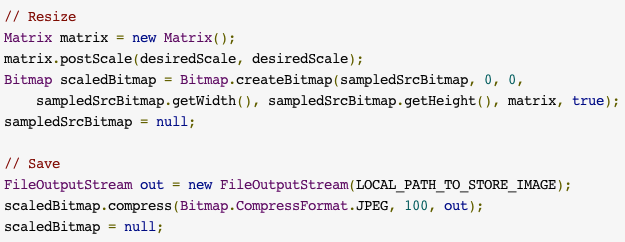 // Resize
Matrix matrix = new Matrix();
matrix.postScale(desiredScale, desiredScale);
Bitmap scaledBitmap = Bitmap.createBitmap(sampledSrcBitmap, 0, 0,
    sampledSrcBitmap.getWidth(), sampledSrcBitmap.getHeight(), matrix, true);
sampledSrcBitmap = null;

// Save
FileOutputStream out = new FileOutputStream(LOCAL_PATH_TO_STORE_IMAGE);
scaledBitmap.compress(Bitmap.CompressFormat.JPEG, 100, out);
scaledBitmap = null;